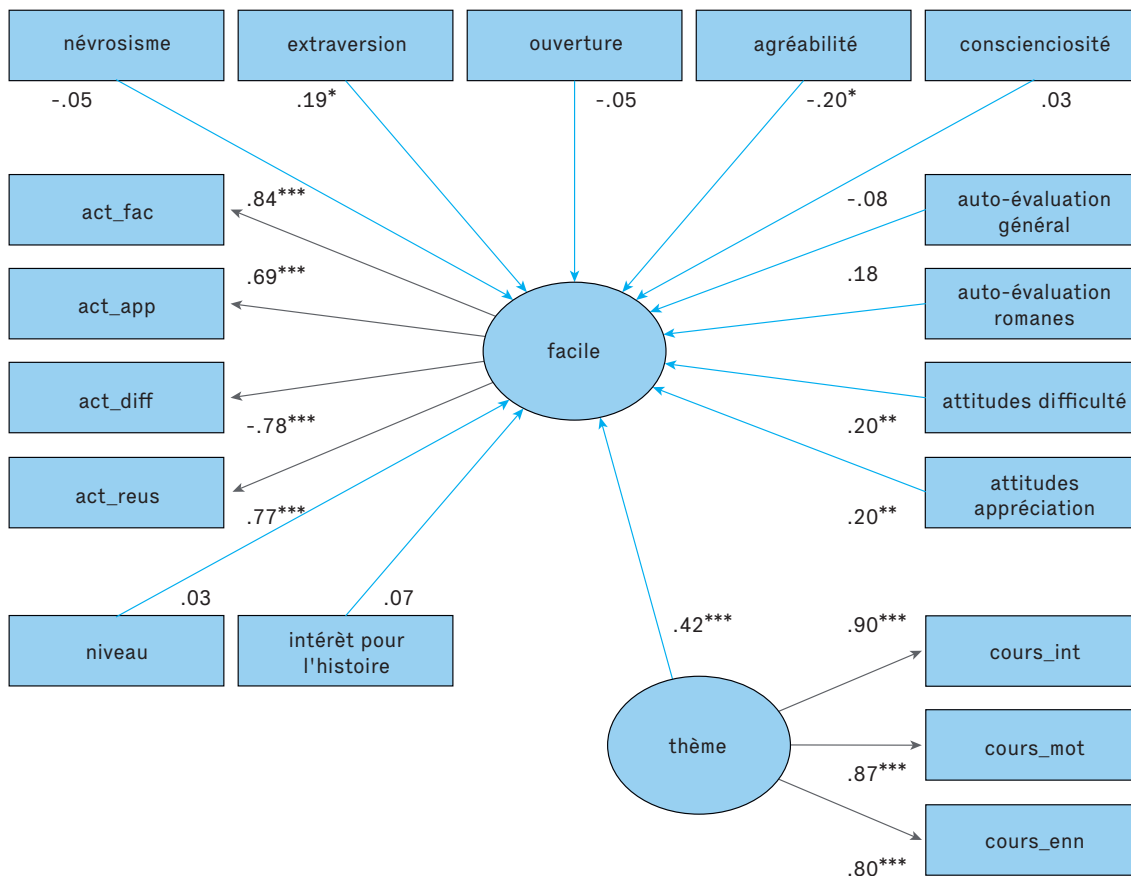 névrosisme
extraversion
ouverture
agréabilité
conscienciosité
-.05
.19*
-.05
-.20*
.03
act_fac
.84***
-.08
auto-évaluation
général
act_app
.69***
.18
auto-évaluation
romanes
facile
act_diff
-.78***
attitudes difficulté
.20**
act_reus
.77***
attitudes
appréciation
.20**
.03
.07
niveau
intérèt pour
l'histoire
.42***
.90***
cours_int
thème
cours_mot
.87***
cours_enn
.80***